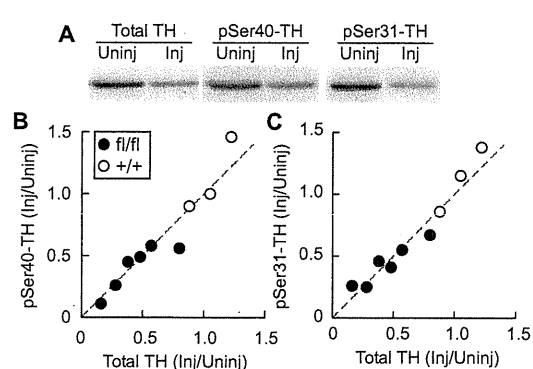 A
Total TH pSer40-TH pSer31-TH
Uninj Inj Uninj Inj Uninj Inj
B
fl/fl
+/+
1.5
1.0
0.5
0
0 0.5 1.0 1.5
pSer40-TH (Inj/Uninj)
Total TH (Inj/Uninj)
C
1.5
1.0
0.5
0
0 0.5 1.0 1.5
pSer31-TH (Inj/Uninj)
Total TH (Inj/Uninj)